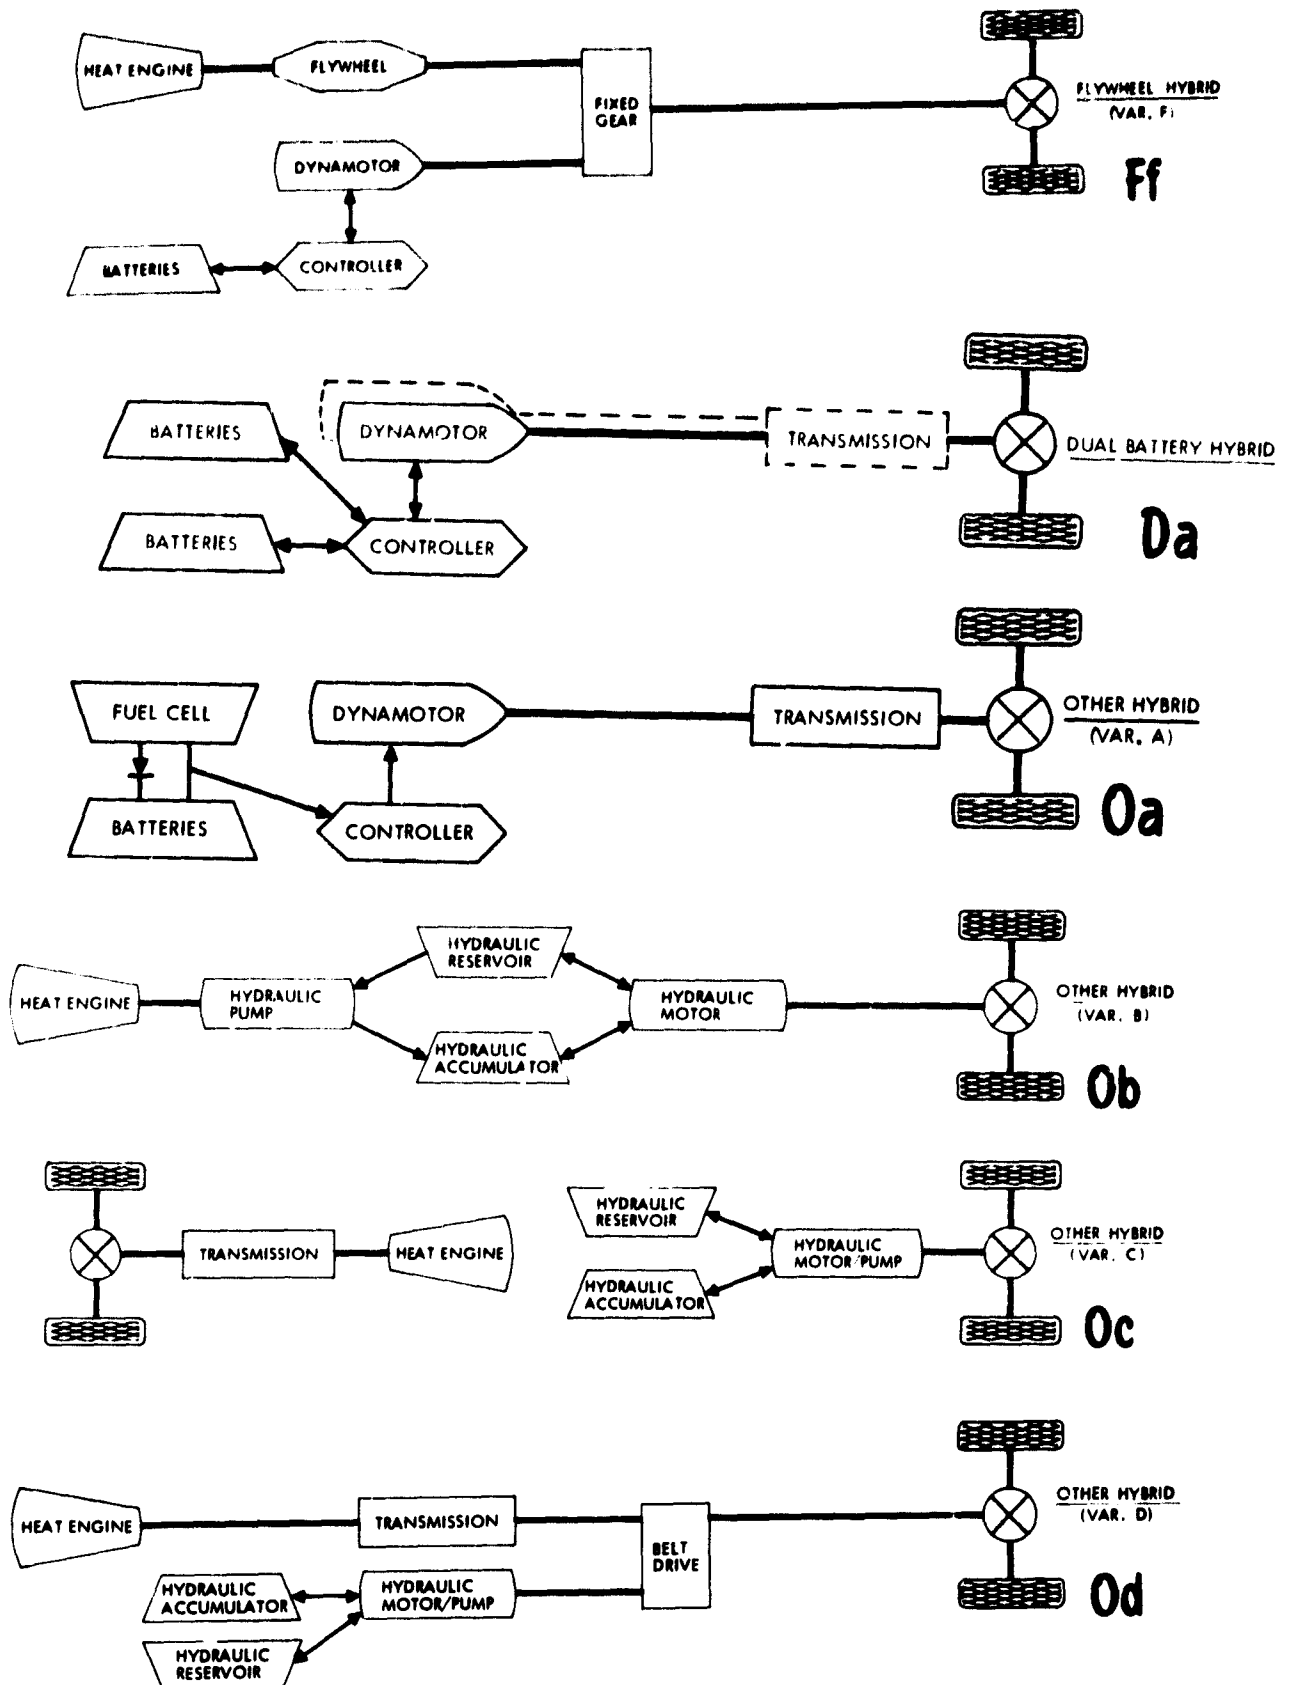 HEAT ENGINE
FLYWHEEL
FIXED
GEAR
DYNAMOTOR
BATTERIES
CONTROLLER
FLYWHEEL HYBRID
(VAR. F)
Ff
BATTERIES
DYNAMOTOR
TRANSMISSION
BATTERIES
CONTROLLER
DUAL BATTERY HYBRID
Da
FUEL CELL
DYNAMOTOR
TRANSMISSION
BATTERIES
CONTROLLER
OTHER HYBRID
(VAR. A)
Oa
HEAT ENGINE
HYDRAULIC
PUMP
HYDRAULIC
RESERVOIR
HYDRAULIC
ACCUMULATOR
HYDRAULIC
MOTOR
OTHER HYBRID
(VAR. B)
Ob
TRANSMISSION
HEAT ENGINE
HYDRAULIC
RESERVOIR
HYDRAULIC
ACCUMULATOR
HYDRAULIC
MOTOR/PUMP
OTHER HYBRID
(VAR. C)
Oc
HEAT ENGINE
TRANSMISSION
HYDRAULIC
ACCUMULATOR
HYDRAULIC
MOTOR/PUMP
HYDRAULIC
RESERVOIR
BELT
DRIVE
OTHER HYBRID
(VAR. D)
Od